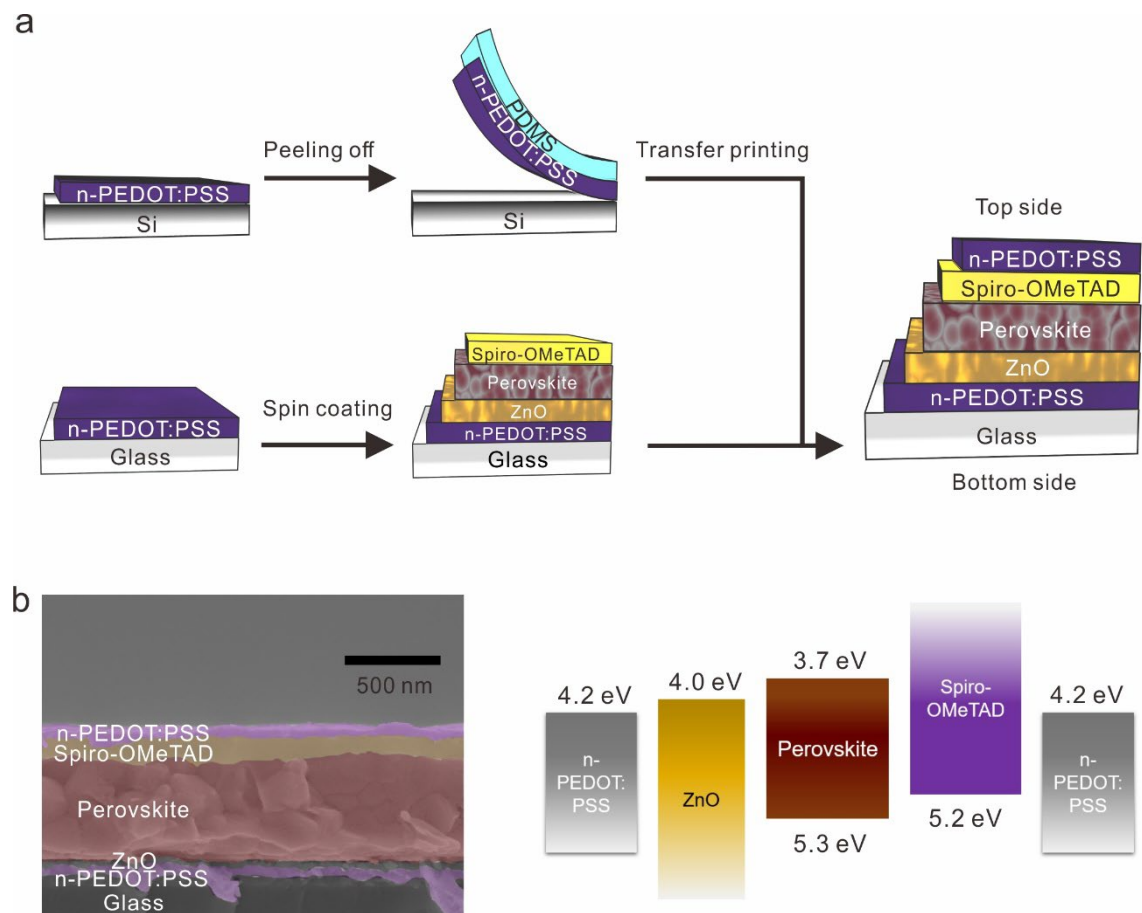 a
PDMS
n-PEDOT:PSS
Peeling off
Transfer printing
n-PEDOT:PSS
Si
Si
Top side
n-PEDOT:PSS
Spiro-OMeTAD
Perovskite
ZnO
n-PEDOT:PSS
Glass
Bottom side
Spiro-OMeTAD
Perovskite
ZnO
n-PEDOT:PSS
Glass
Spin coating
n-PEDOT:PSS
Glass
b
500 nm
n-PEDOT:PSS
Spiro-OMeTAD
Perovskite
ZnO
n-PEDOT:PSS
Glass
4.2 eV
n-
PEDOT:
PSS
4.0 eV
ZnO
3.7 eV
Perovskite
5.3 eV
Spiro-
OMeTAD
5.2 eV
4.2 eV
n-
PEDOT:
PSS